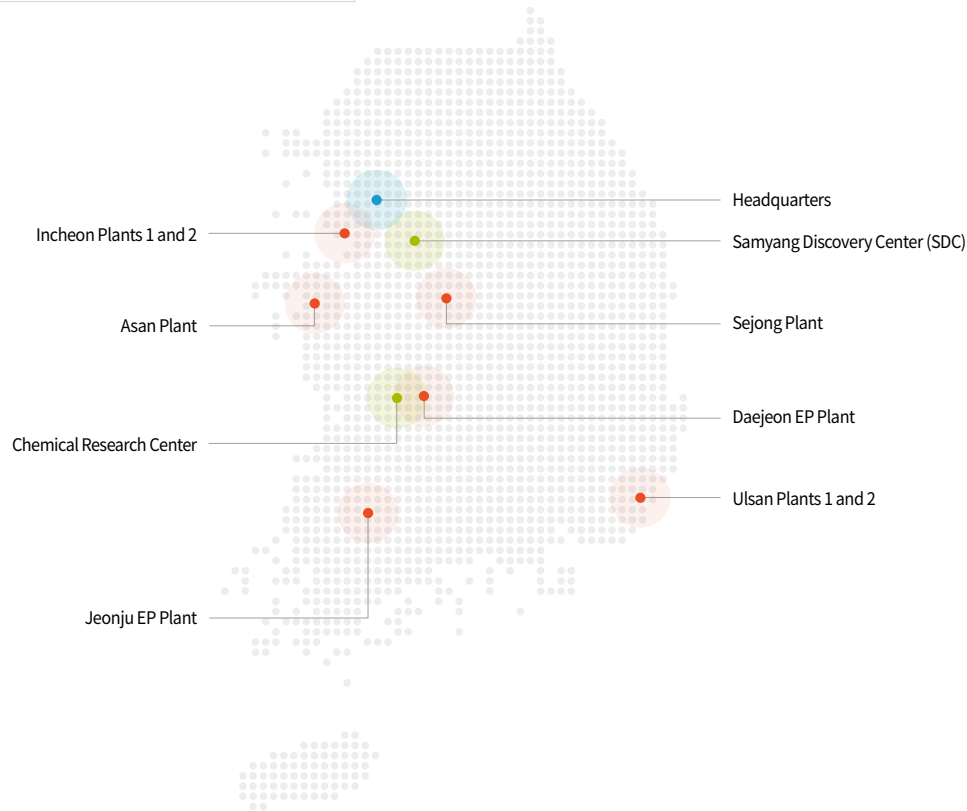 Headquarters
Incheon Plants 1 and 2
Samyang Discovery Center (SDC)
Asan Plant
Sejong Plant
Daejeon EP Plant
Chemical Research Center
Ulsan Plants 1 and 2
Jeonju EP Plant